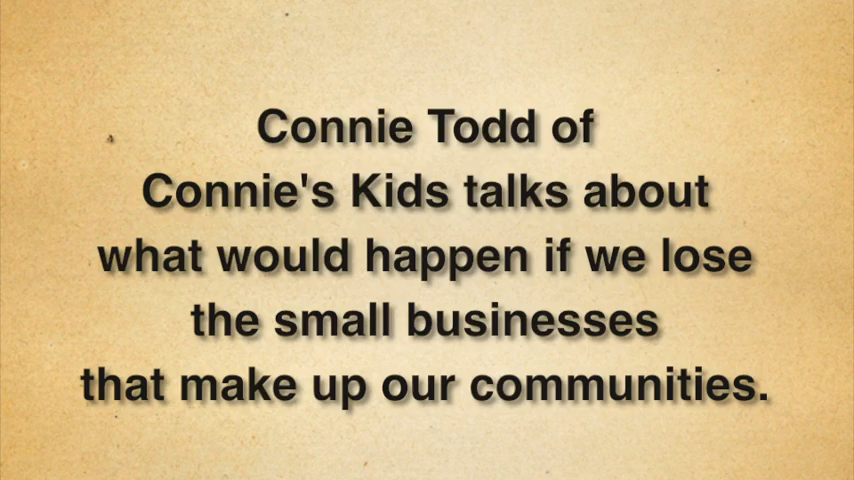 Connie Todd of
Connie's Kids talks about
what would happen if we lose
the small businesses
that make up our communities.